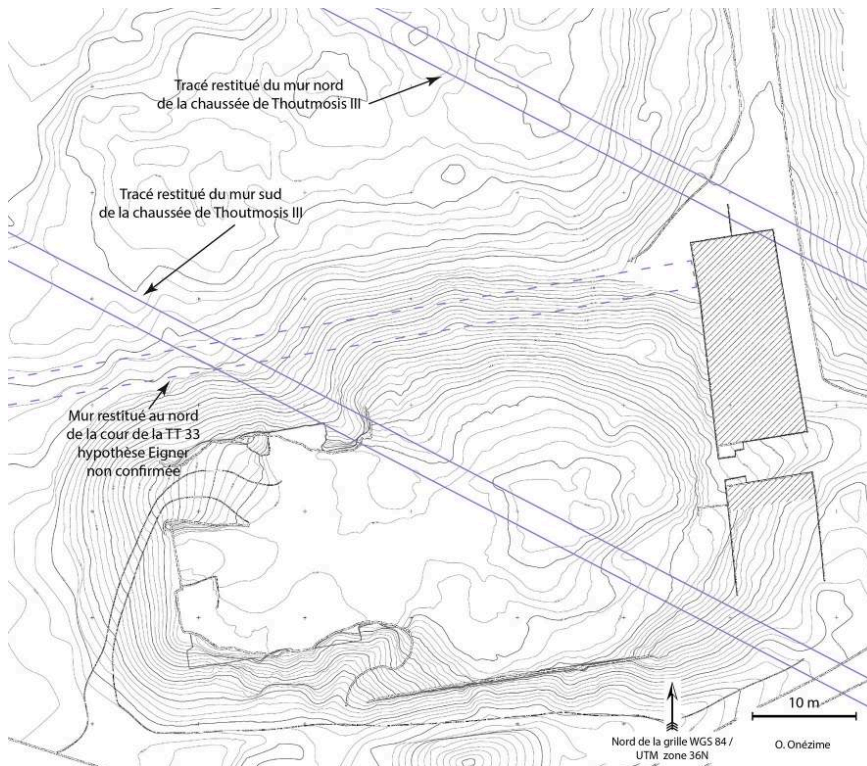 Tracé restitué du mur nord
de la chaussée de Thoutmosis III
Tracé restitué du mur sud
de la chaussée de Thoutmosis III
Mur restitué au nord
de la cour de la TT 33
hypothèse Eigner
non confirmée
10 m
Nord de la grille WGS 84 /
UTM zone 36N
O. Onézime